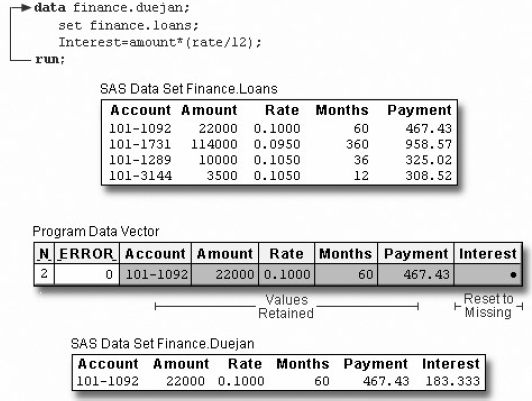 data finance.duejan;
set finance.loans;
Interest=amount*(rate/12);
run;
SAS Data Set Finance.Loans
Account Amount Rate Months Payment
101-1092 22000 0.1000 60 467.43
101-1731 114000 0.0950 360 958.57
101-1289 10000 0.1050 36 325.02
101-3144 3500 0.1050 12 308.52
Program Data Vector
_N_ _ERROR_ Account Amount Rate Months Payment Interest
2 0 101-1092 22000 0.1000 60 467.43 •
Values Retained
Reset to Missing
SAS Data Set Finance.Duejan
Account Amount Rate Months Payment Interest
101-1092 22000 0.1000 60 467.43 183.333